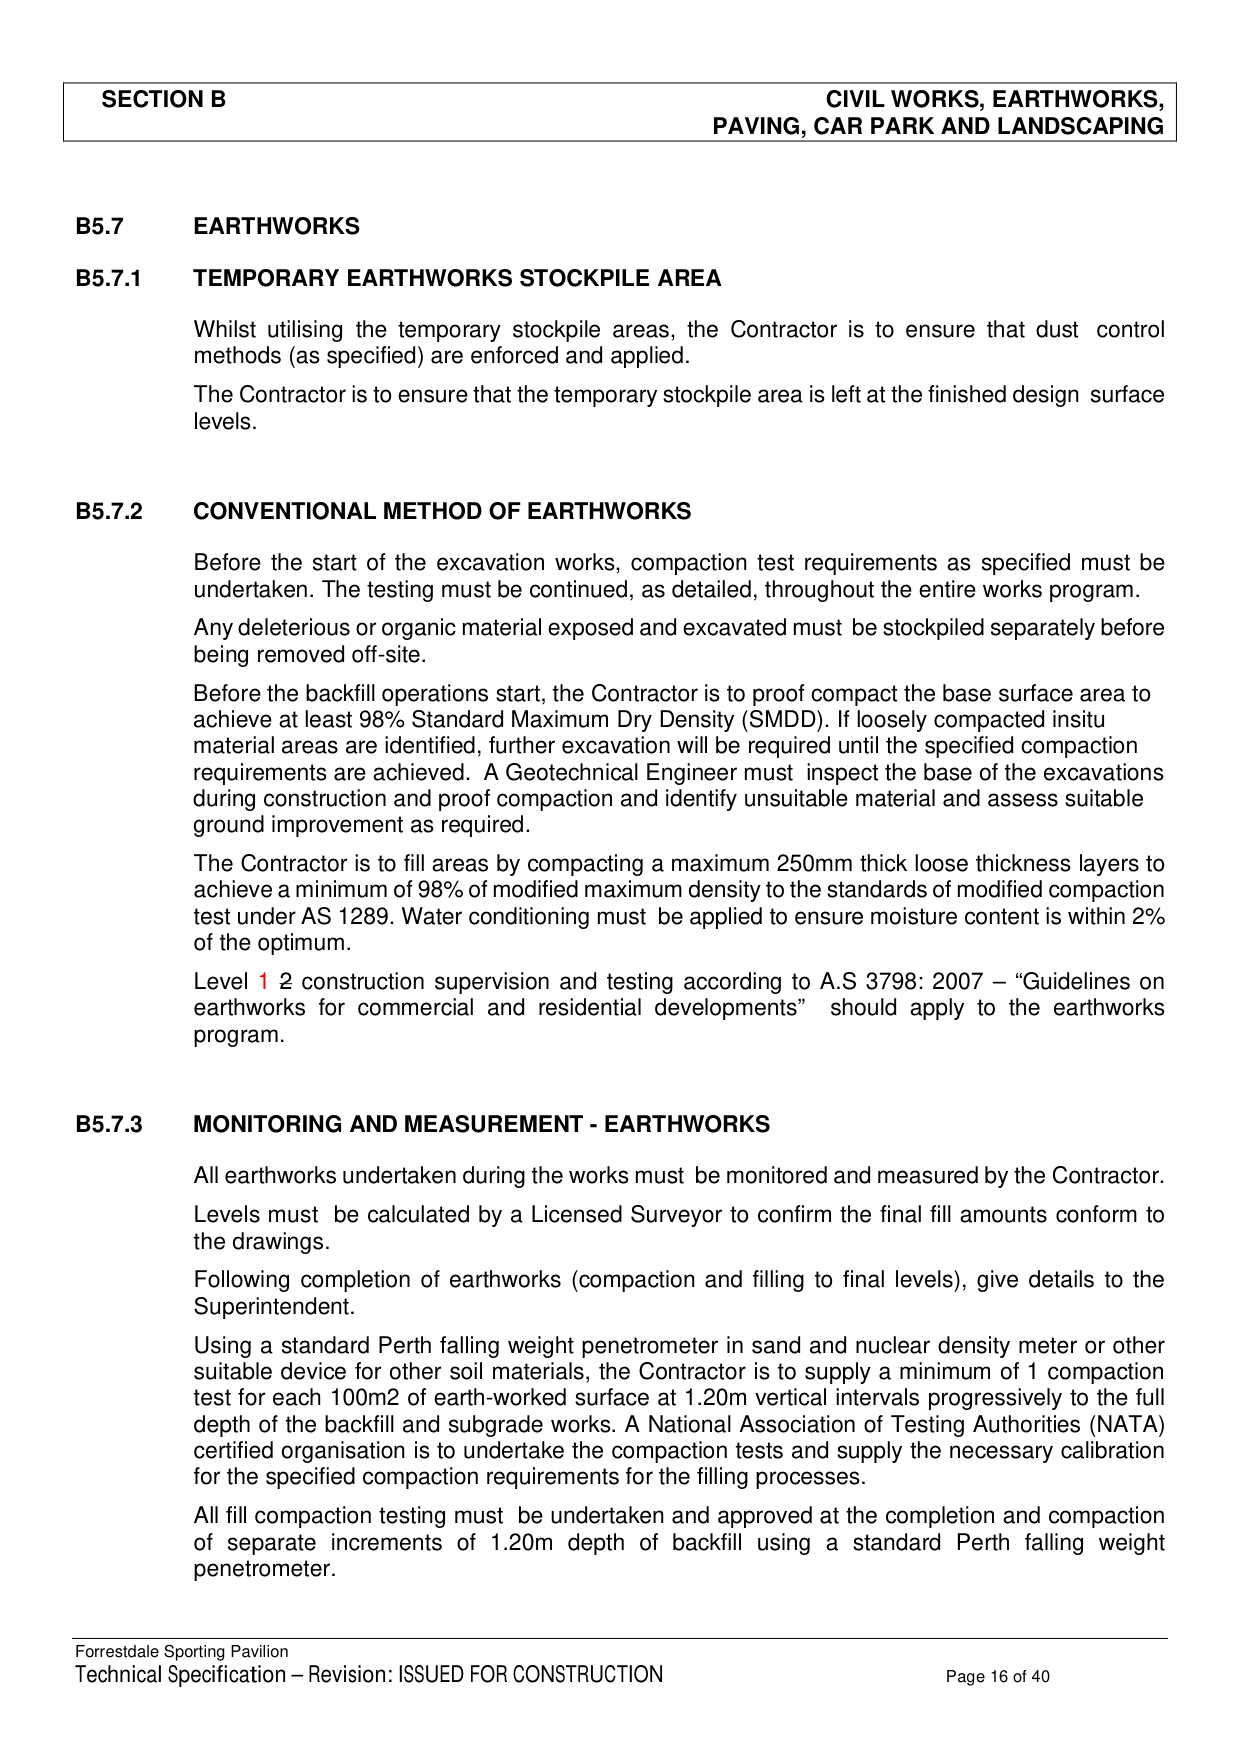 SECTION B
CIVIL WORKS, EARTHWORKS,
PAVING, CAR PARK AND LANDSCAPING
B5.7 EARTHWORKS
B5.7.1 TEMPORARY EARTHWORKS STOCKPILE AREA
Whilst utilising the temporary stockpile areas, the Contractor is to ensure that dust control
methods (as specified) are enforced and applied.
The Contractor is to ensure that the temporary stockpile area is left at the finished design surface
levels.
B5.7.2 CONVENTIONAL METHOD OF EARTHWORKS
Before the start of the excavation works, compaction test requirements as specified must be
undertaken. The testing must be continued, as detailed, throughout the entire works program.
Any deleterious or organic material exposed and excavated must be stockpiled separately before
being removed off-site.
Before the backfill operations start, the Contractor is to proof compact the base surface area to
achieve at least 98% Standard Maximum Dry Density (SMDD). If loosely compacted insitu
material areas are identified, further excavation will be required until the specified compaction
requirements are achieved. A Geotechnical Engineer must inspect the base of the excavations
during construction and proof compaction and identify unsuitable material and assess suitable
ground improvement as required.
The Contractor is to fill areas by compacting a maximum 250mm thick loose thickness layers to
achieve a minimum of 98% of modified maximum density to the standards of modified compaction
test under AS 1289. Water conditioning must be applied to ensure moisture content is within 2%
of the optimum.
Level 1 2 construction supervision and testing according to A.S 3798: 2007 – “Guidelines on
earthworks for commercial and residential developments” should apply to the earthworks
program.
B5.7.3 MONITORING AND MEASUREMENT - EARTHWORKS
All earthworks undertaken during the works must be monitored and measured by the Contractor.
Levels must be calculated by a Licensed Surveyor to confirm the final fill amounts conform to
the drawings.
Following completion of earthworks (compaction and filling to final levels), give details to the
Superintendent.
Using a standard Perth falling weight penetrometer in sand and nuclear density meter or other
suitable device for other soil materials, the Contractor is to supply a minimum of 1 compaction
test for each 100m2 of earth-worked surface at 1.20m vertical intervals progressively to the full
depth of the backfill and subgrade works. A National Association of Testing Authorities (NATA)
certified organisation is to undertake the compaction tests and supply the necessary calibration
for the specified compaction requirements for the filling processes.
All fill compaction testing must be undertaken and approved at the completion and compaction
of separate increments of 1.20m depth of backfill using a standard Perth falling weight
penetrometer.
Forrestdale Sporting Pavilion
Technical Specification – Revision: ISSUED FOR CONSTRUCTION Page 16 of 40